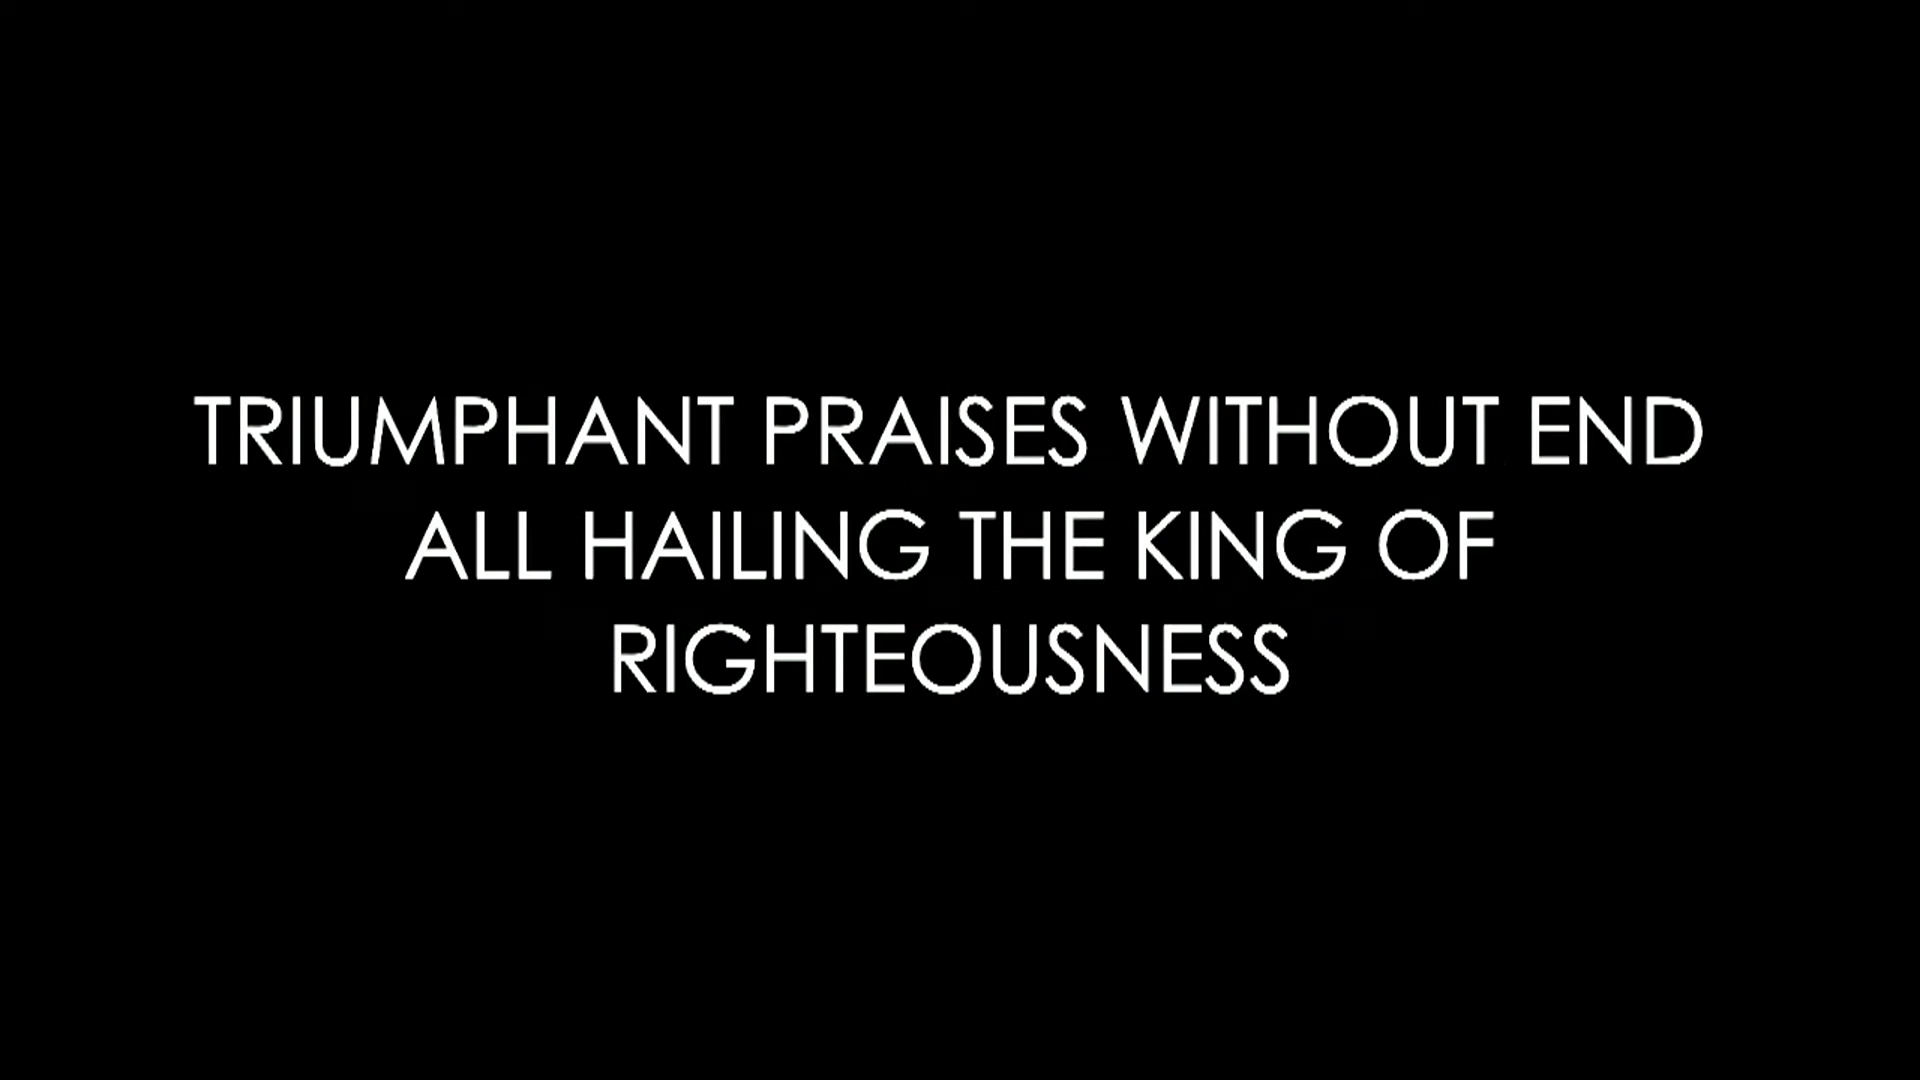 TRIUMPHANT PRAISES WITHOUT END
ALL HAILING THE KING OF
RIGHTEOUSNESS